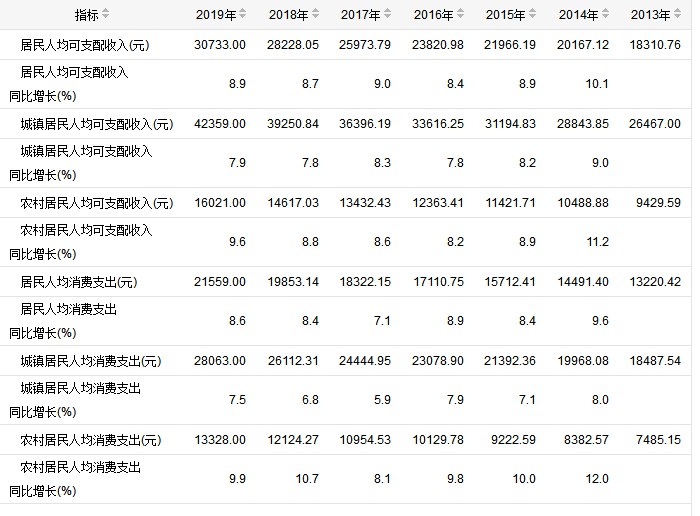 指标 2019年 2018年 2017年 2016年 2015年 2014年 2013年
居民人均可支配收入(元) 30733.00 28228.05 25973.79 23820.98 21966.19 20167.12 18310.76
居民人均可支配收入
同比增长(%) 8.9 8.7 9.0 8.4 8.9 10.1
城镇居民人均可支配收入(元) 42359.00 39250.84 36396.19 33616.25 31194.83 28843.85 26467.00
城镇居民人均可支配收入
同比增长(%) 7.9 7.8 8.3 7.8 8.2 9.0
农村居民人均可支配收入(元) 16021.00 14617.03 13432.43 12363.41 11421.71 10488.88 9429.59
农村居民人均可支配收入
同比增长(%) 9.6 8.8 8.6 8.2 8.9 11.2
居民人均消费支出(元) 21559.00 19853.14 18322.15 17110.75 15712.41 14491.40 13220.42
居民人均消费支出
同比增长(%) 8.6 8.4 7.1 8.9 8.4 9.6
城镇居民人均消费支出(元) 28063.00 26112.31 24444.95 23078.90 21392.36 19968.08 18487.54
城镇居民人均消费支出
同比增长(%) 7.5 6.8 5.9 7.9 7.1 8.0
农村居民人均消费支出(元) 13328.00 12124.27 10954.53 10129.78 9222.59 8382.57 7485.15
农村居民人均消费支出
同比增长(%) 9.9 10.7 8.1 9.8 10.0 12.0